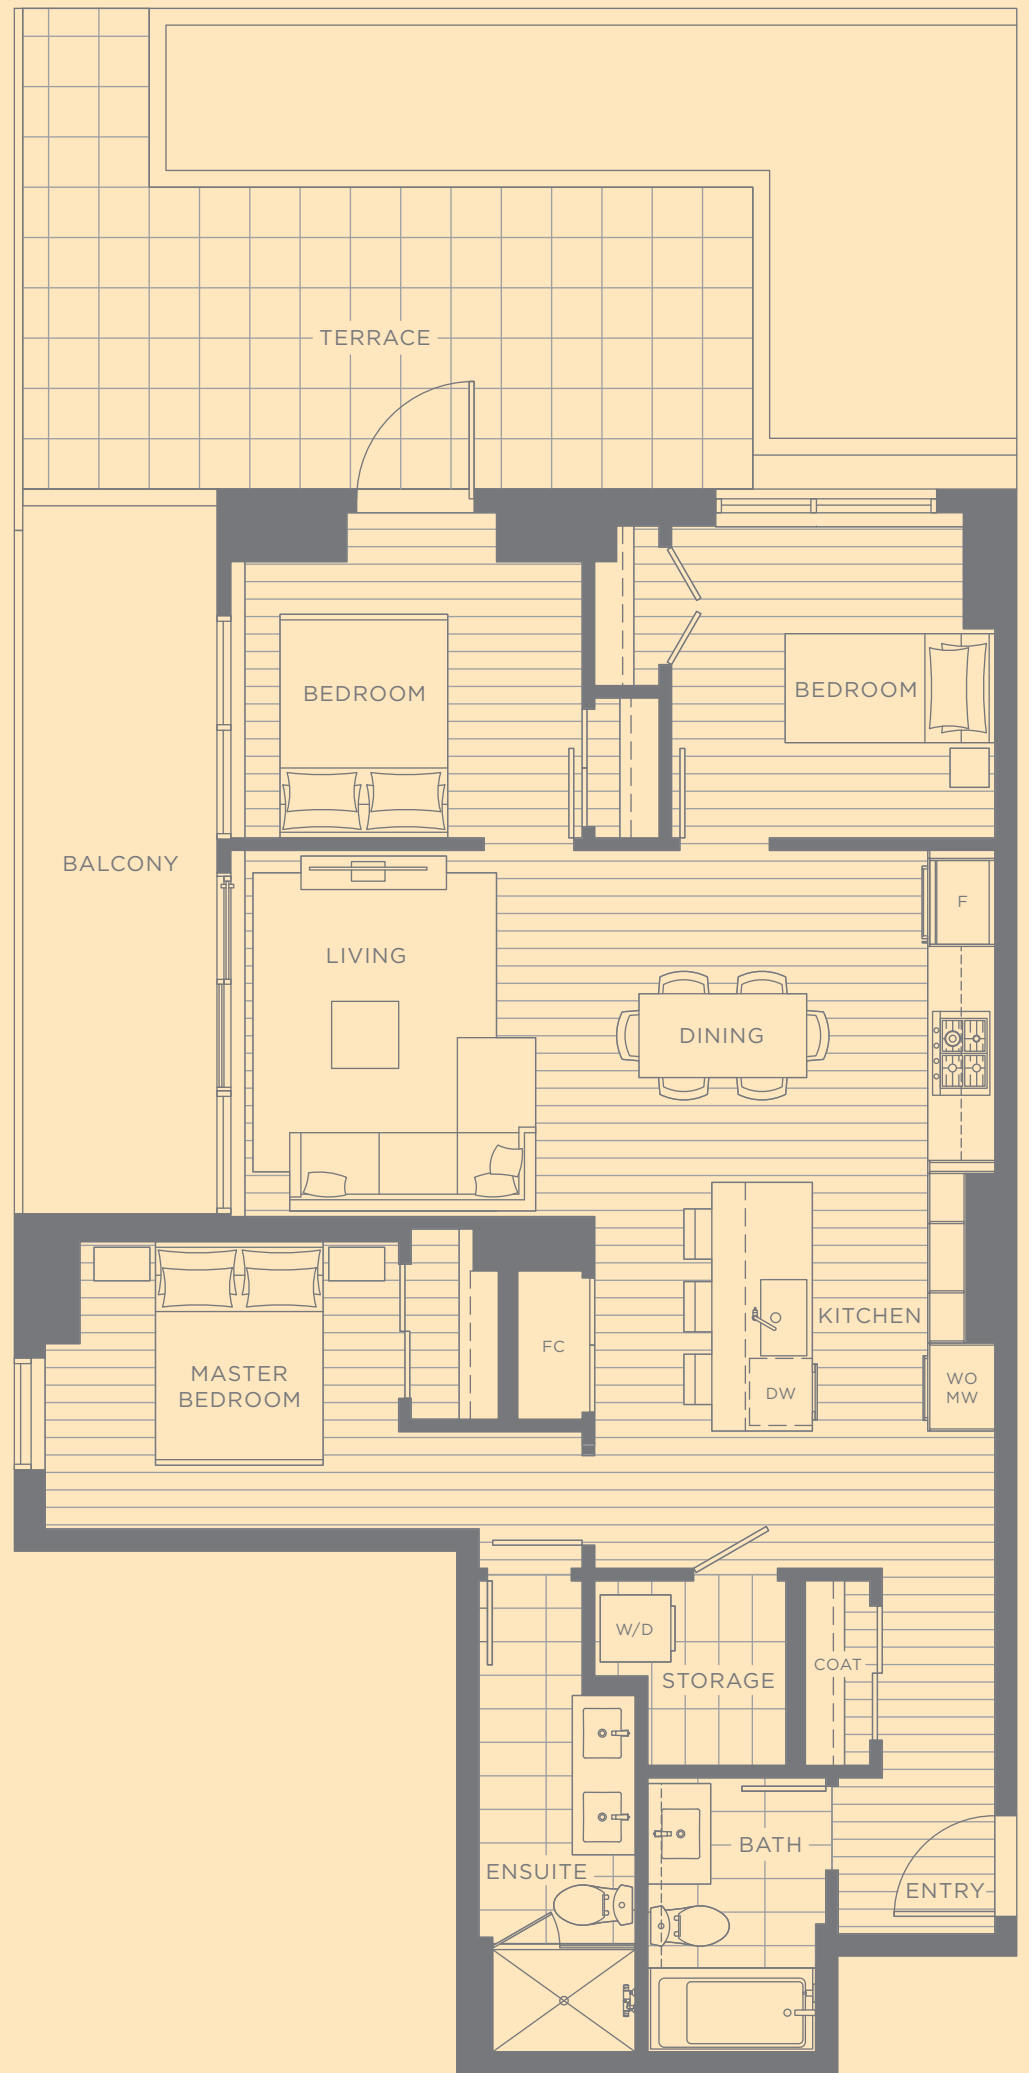 TERRACE
BEDROOM
BEDROOM
BALCONY
F
LIVING
DINING
KITCHEN
FC
MASTER
BEDROOM
WO
MW
DW
W/D
COAT
STORAGE
BATH
ENSUITE
ENTRY